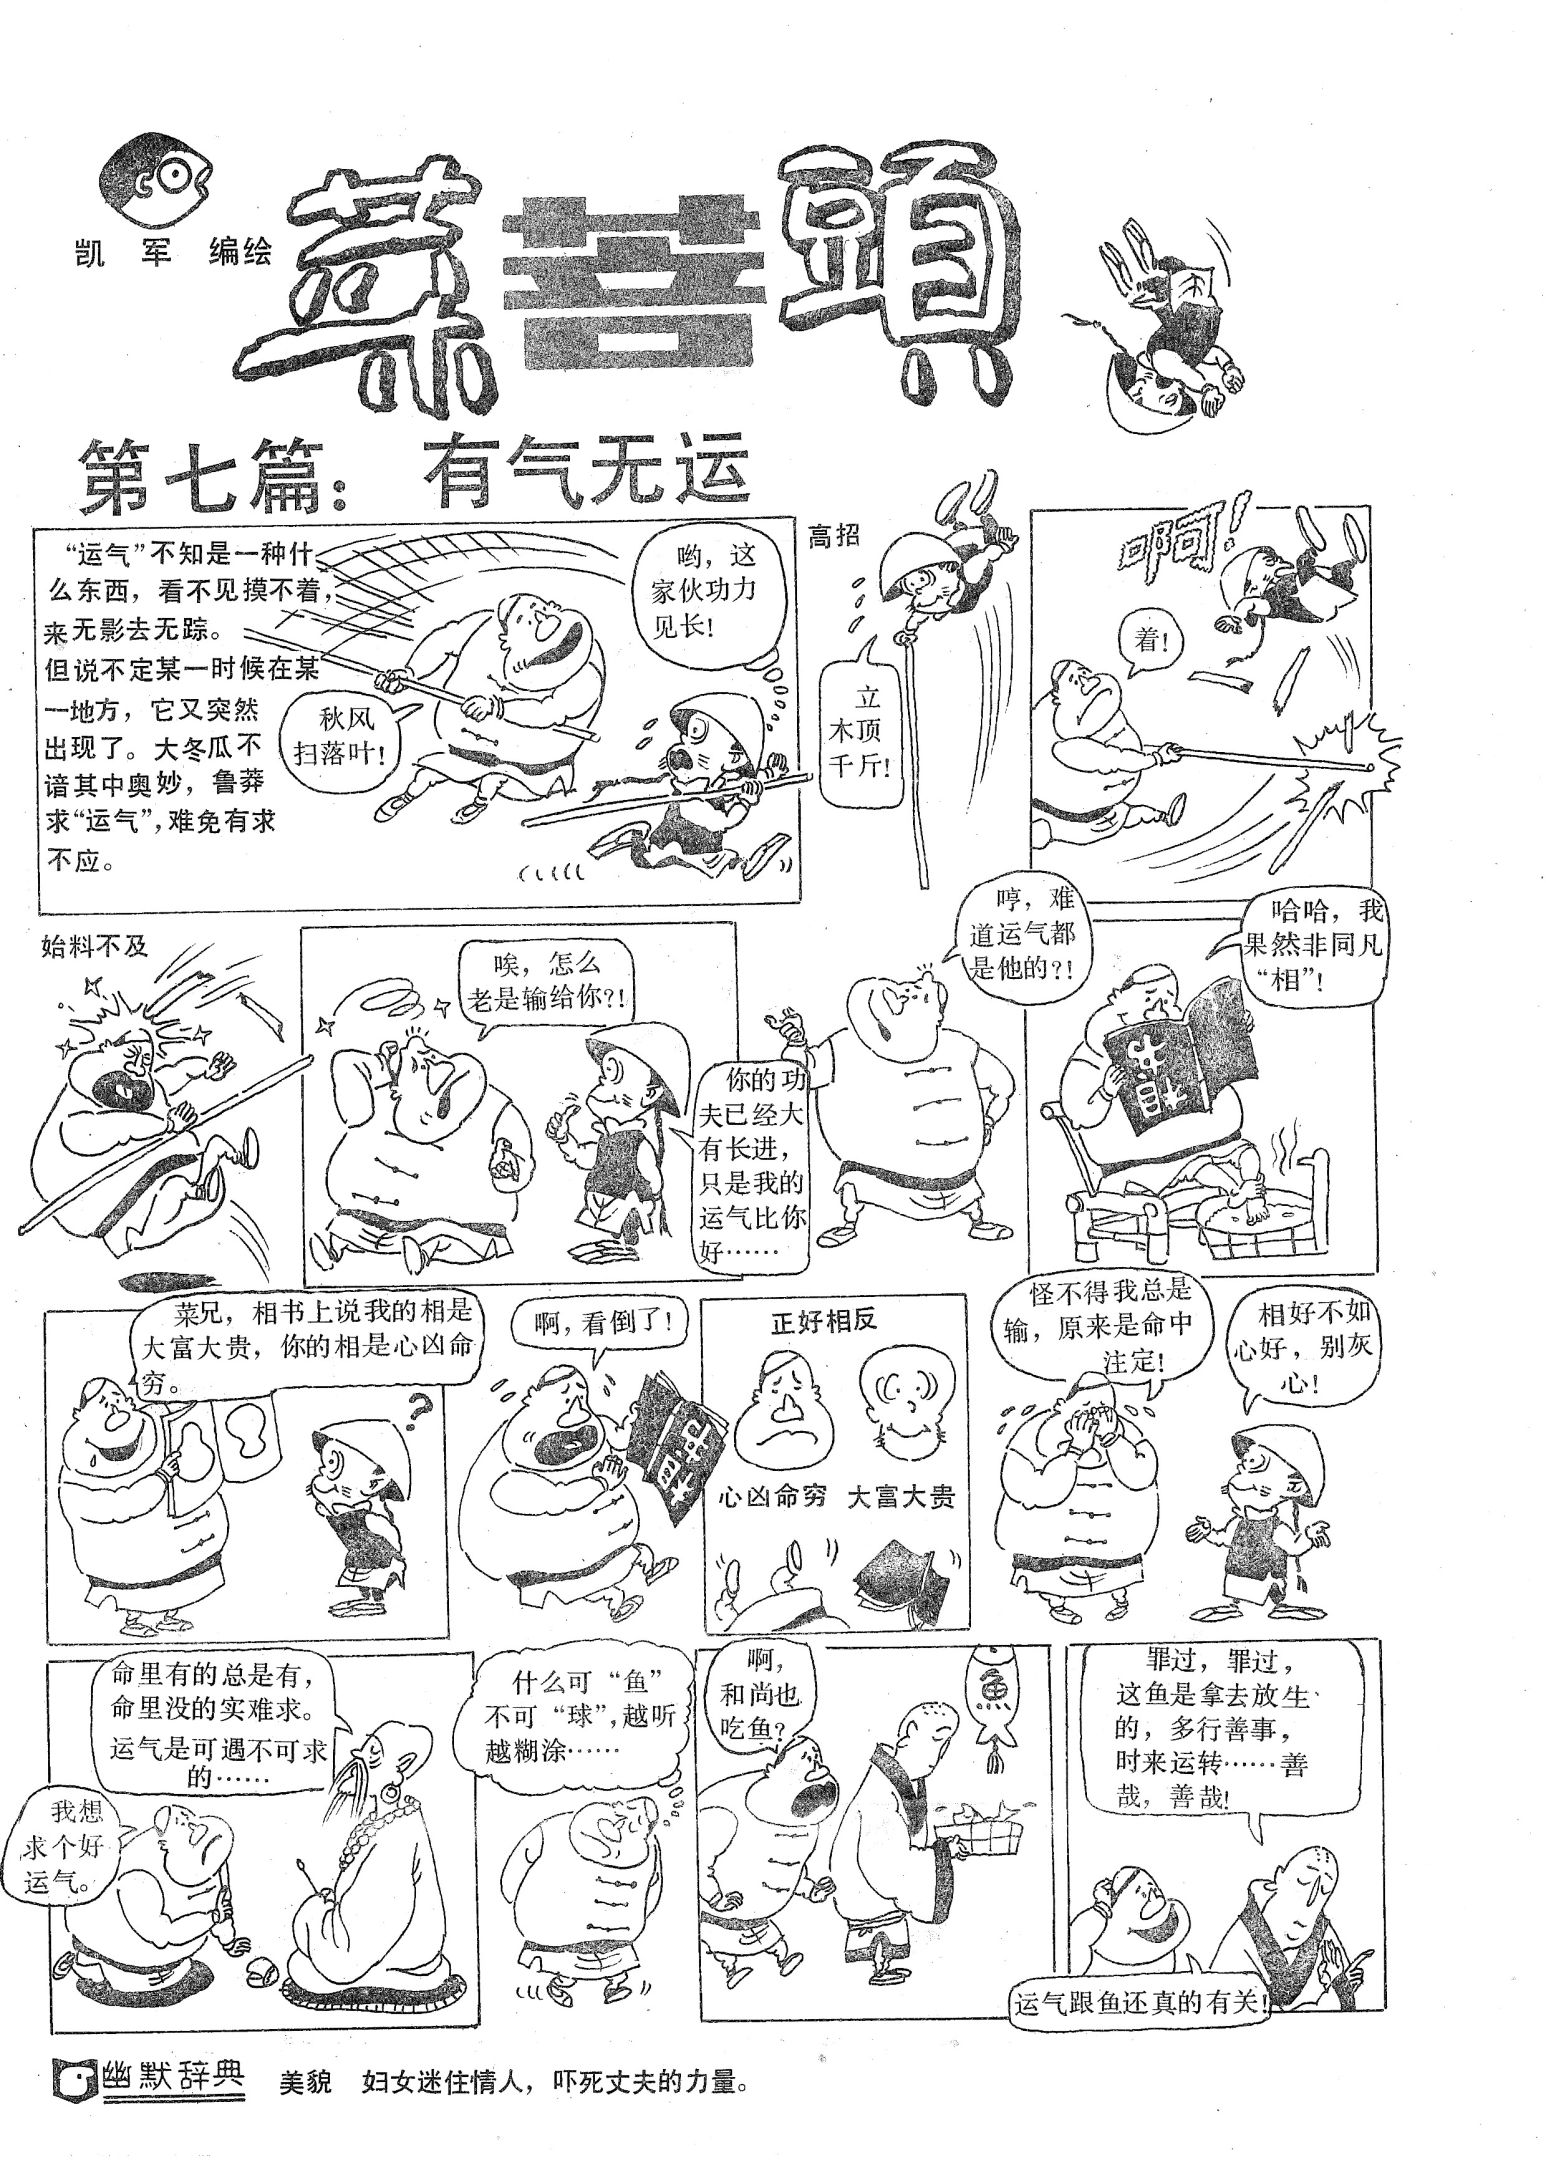 凯军 编绘
菜菩頭
第七篇：有气无运
“运气”不知是一种什
么东西，看不见摸不着，
来无影去无踪。
但说不定某一时候在某
一地方，它又突然
出现了。大冬瓜不
谙其中奥妙，鲁莽
求“运气”，难免有求
不应。
秋风
扫落叶！
哟，这
家伙功力
见长！
高招
立
木顶
千斤！
啊！
着！
始料不及
唉，怎么
老是输给你？！
你的功
夫已经大
有长进，
只是我的
运气比你
好……
哼，难
道运气都
是他的？！
哈哈，我
果然非同凡
“相”！
相书
菜兄，相书上说我的相是
大富大贵，你的相是心凶命
穷。
？
啊，看倒了！
相书
正好相反
心凶命穷 大富大贵
怪不得我总是
输，原来是命中
注定！
相好不如
心好，别灰
心！
命里有的总是有，
命里没的实难求。
运气是可遇不可求
的……
我想
求个好
运气。
什么可“鱼”
不可“球”，越听
越糊涂……
啊，
和尚也
吃鱼？
魚
罪过，罪过，
这鱼是拿去放生
的，多行善事，
时来运转……善
哉，善哉！
运气跟鱼还真的有关！
幽默辞典 美貌 妇女迷住情人，吓死丈夫的力量。